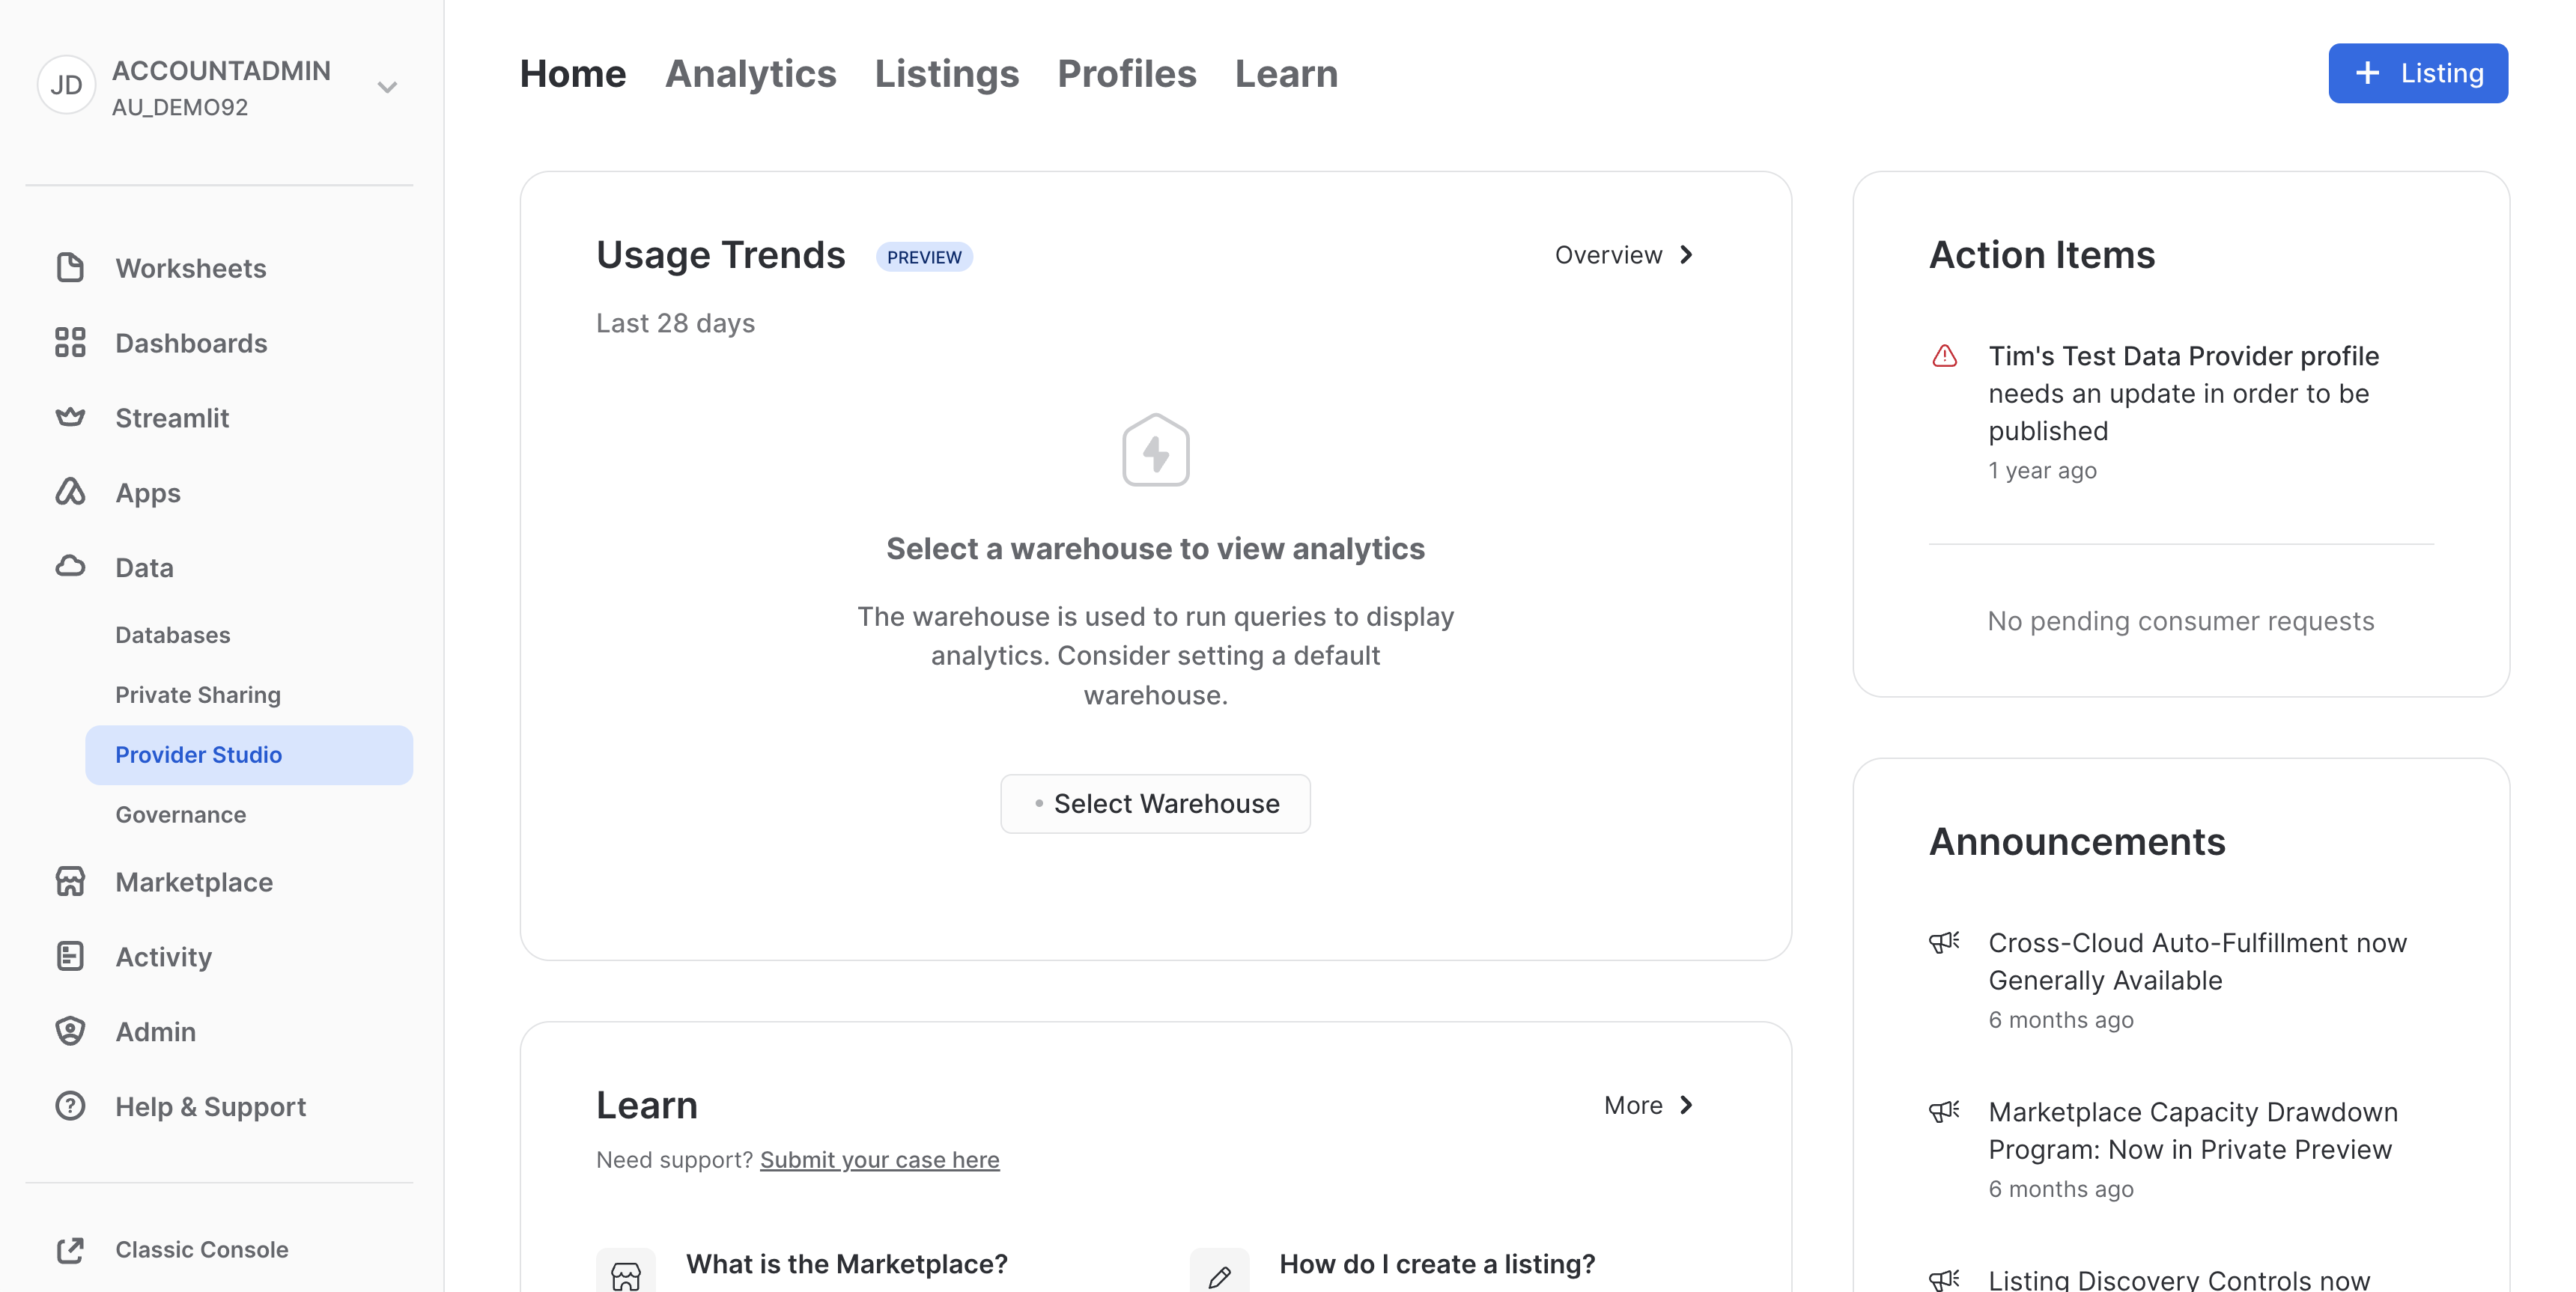 JD
ACCOUNTADMIN
AU_DEMO92
Worksheets
Dashboards
Streamlit
Apps
Data
Databases
Private Sharing
Provider Studio
Governance
Marketplace
Activity
Admin
Help & Support
Classic Console
Home Analytics Listings Profiles Learn
+ Listing
Usage Trends PREVIEW
Overview
Last 28 days
Select a warehouse to view analytics
The warehouse is used to run queries to display
analytics. Consider setting a default
warehouse.
Select Warehouse
Learn
More
Need support? Submit your case here
What is the Marketplace?
How do I create a listing?
Action Items
Tim's Test Data Provider profile
needs an update in order to be
published
1 year ago
No pending consumer requests
Announcements
Cross-Cloud Auto-Fulfillment now
Generally Available
6 months ago
Marketplace Capacity Drawdown
Program: Now in Private Preview
6 months ago
Listing Discovery Controls now